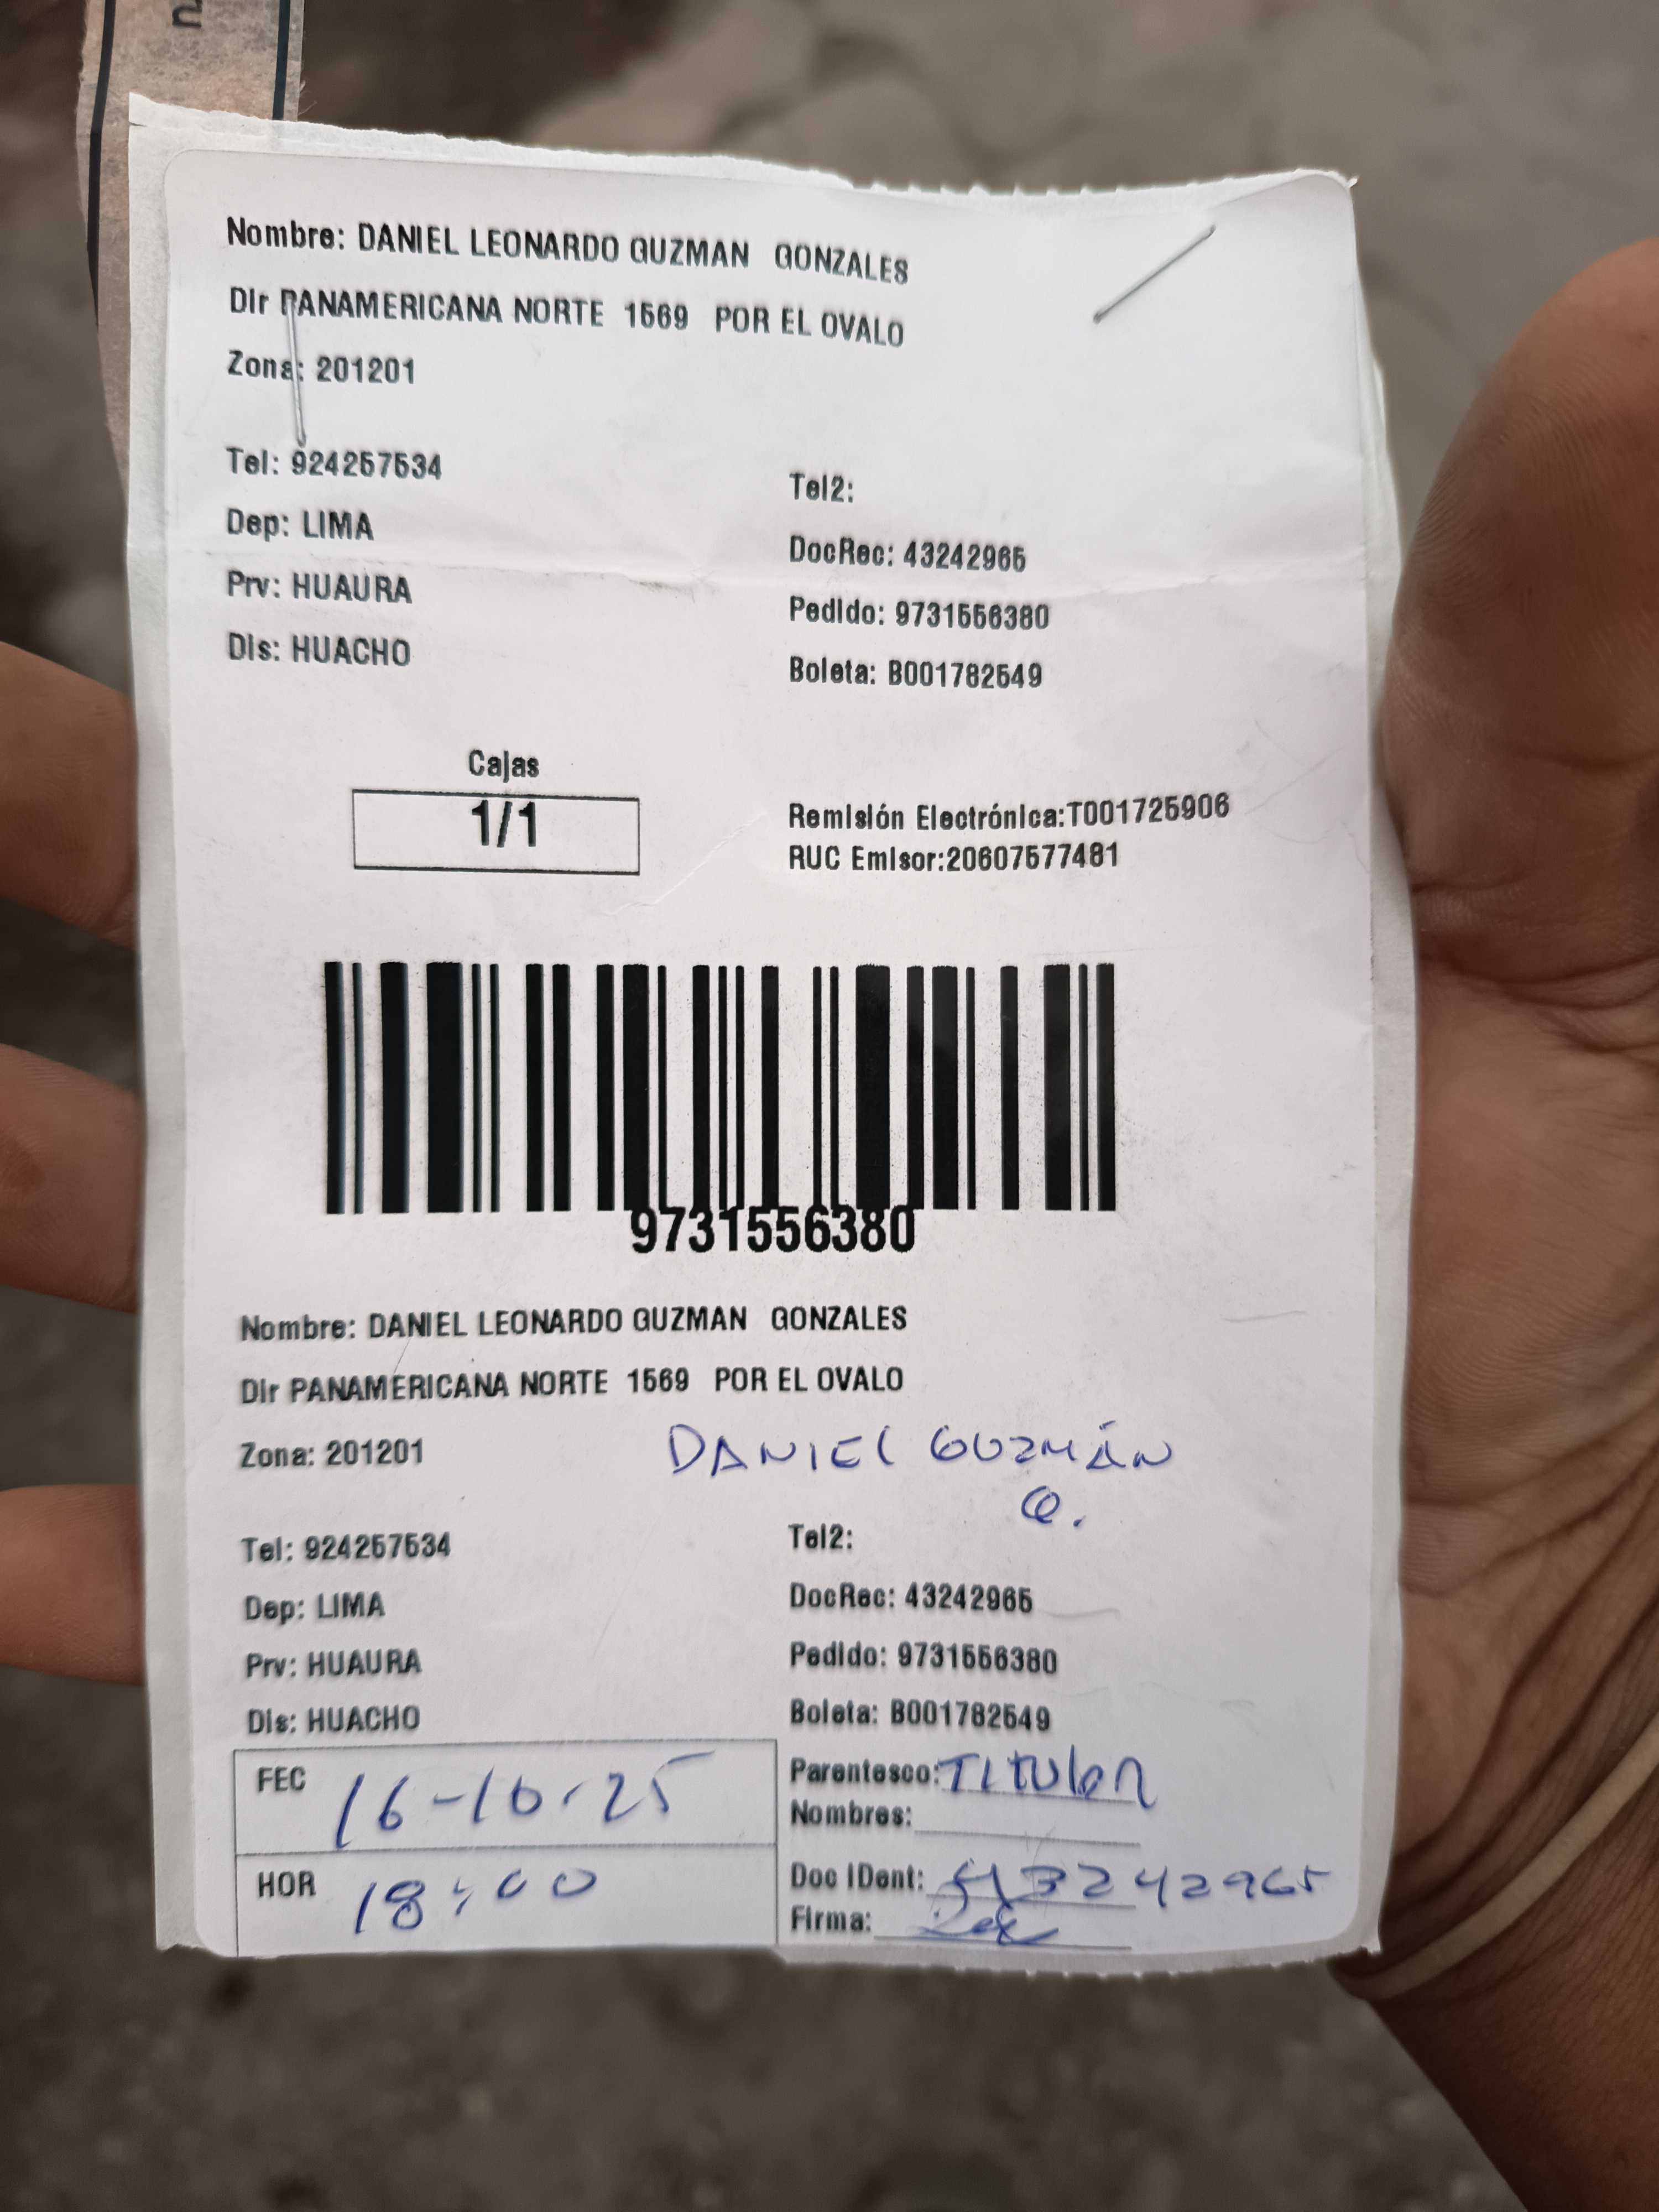 Nombre: DANIEL LEONARDO GUZMAN GONZALES
Dir PANAMERICANA NORTE 1569 POR EL OVALO
Zona: 201201
Tel: 924257534
Tel2:
Dep: LIMA
DocRec: 43242965
Prv: HUAURA
Pedido: 9731556380
Dis: HUACHO
Boleta: B001782549
Cajas
1/1
Remisión Electrónica:T001725906
RUC Emisor:20607577481
9731556380
Nombre: DANIEL LEONARDO GUZMAN GONZALES
Dir PANAMERICANA NORTE 1569 POR EL OVALO
Zona: 201201
DANIEL GUZMÁN
G.
Tel: 924257534
Tel2:
Dep: LIMA
DocRec: 43242965
Prv: HUAURA
Pedido: 9731556380
Dis: HUACHO
Boleta: B001782549
FEC 16-10-25
Parentesco: TITULAR
Nombres:
HOR 18:00
Doc IDent: 43242965
Firma: